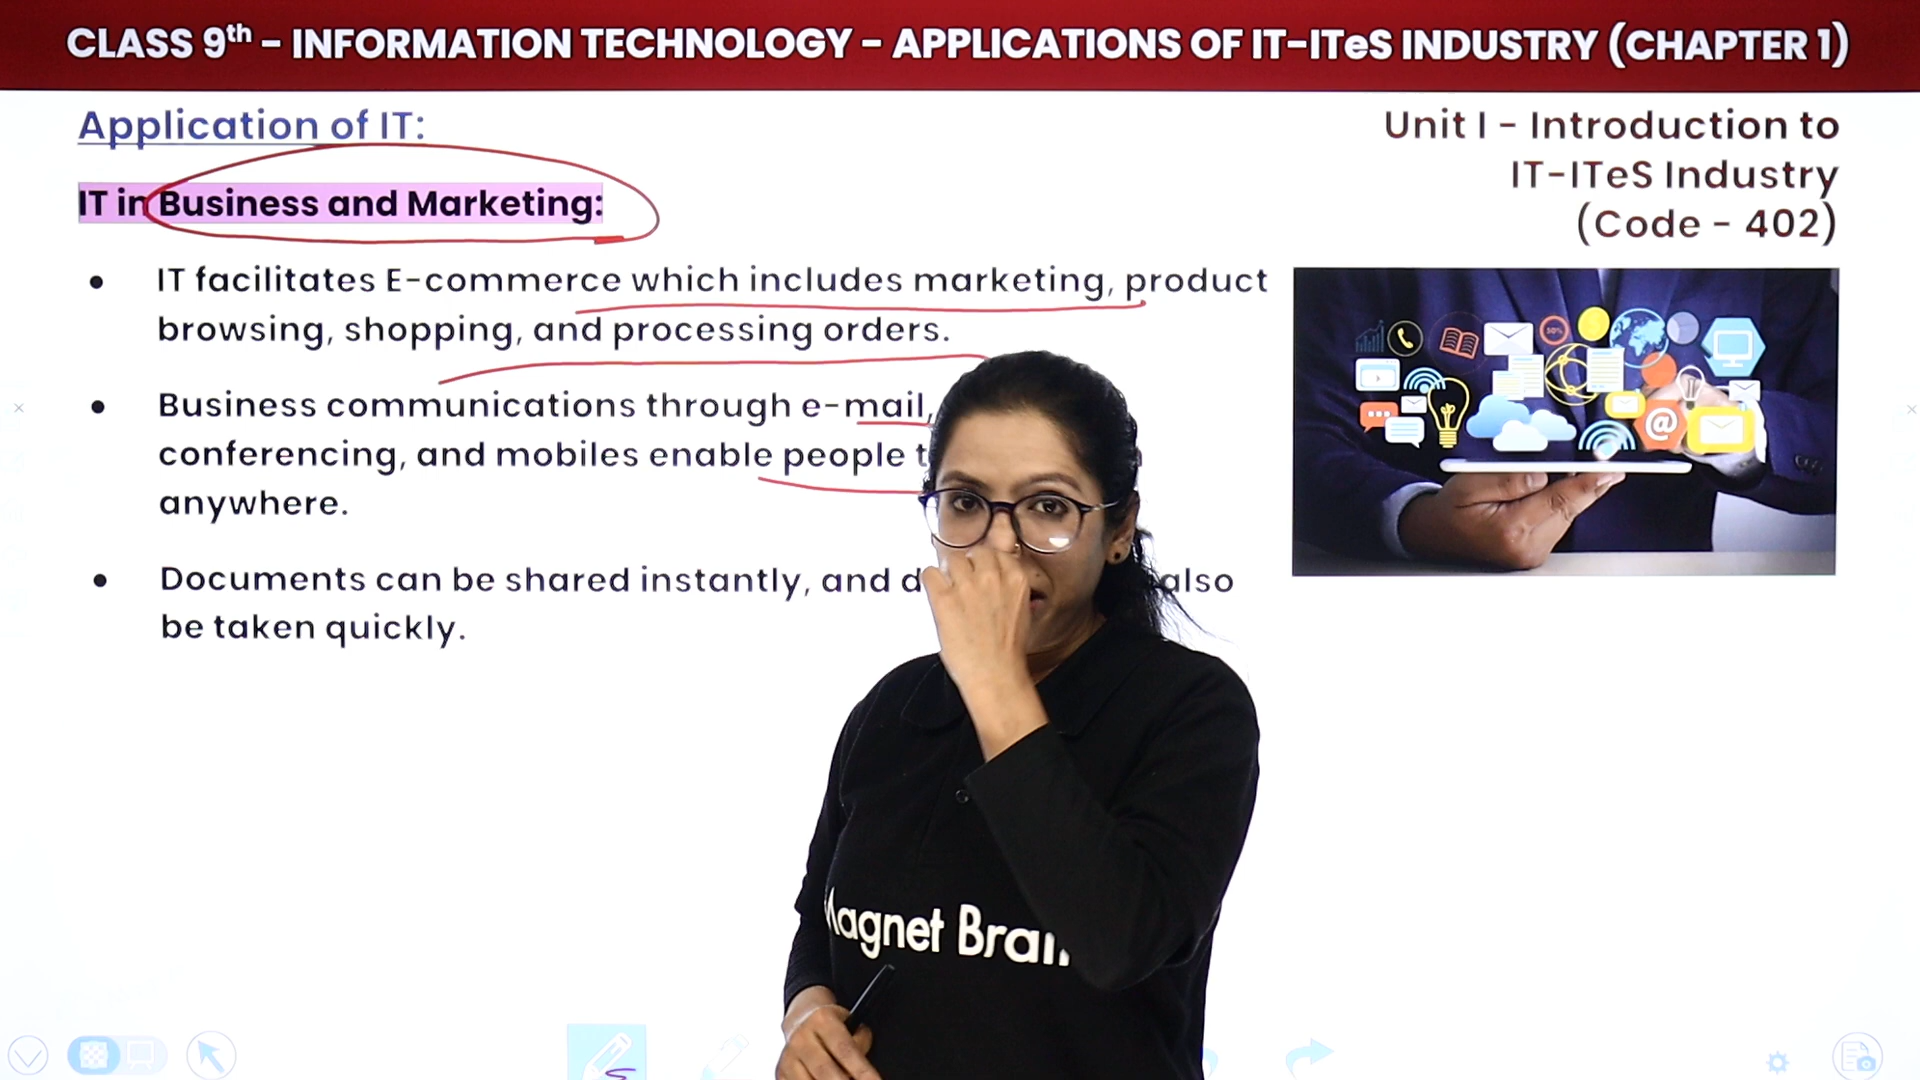 CLASS 9th - INFORMATION TECHNOLOGY - APPLICATIONS OF IT-ITeS INDUSTRY (CHAPTER 1)
Application of IT:
Unit I - Introduction to
IT-ITeS Industry
(Code - 402)
IT in Business and Marketing:
● IT facilitates E-commerce which includes marketing, product
browsing, shopping, and processing orders.
● Business communications through e-mail,
conferencing, and mobiles enable people
anywhere.
● Documents can be shared instantly, and also
be taken quickly.